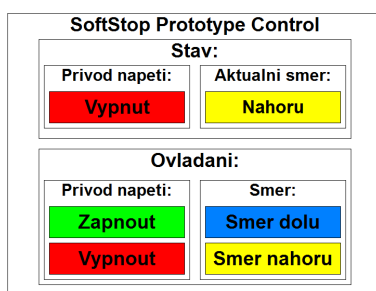 SoftStop Prototype Control
Stav:
Privod napeti: Aktualni smer:
Vypnut Nahoru
Ovladani:
Privod napeti: Smer:
Zapnout Smer dolu
Vypnout Smer nahoru